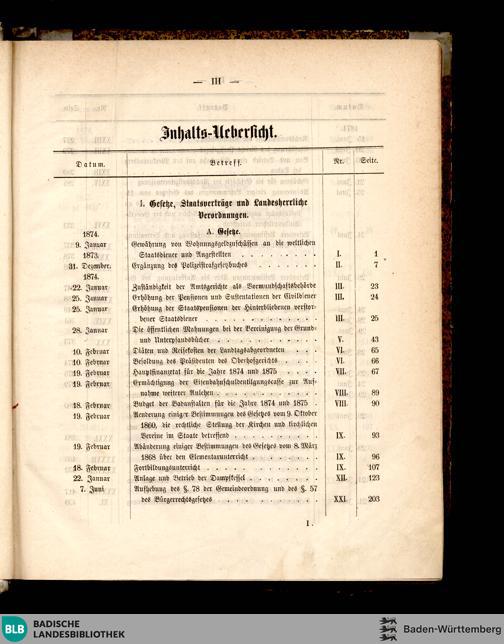 — III —
Inhalts-Uebersicht.
Datum. Betreff. Nr. Seite.
I. Gesetze, Staatsverträge und Landesherrliche
Verordnungen.
A. Gesetze.
1874.
9. Januar Gewährung von Wohnungsgeldzuschüssen an die weltlichen
1873. Staatsdiener und Angestellten I. 1
31. Dezember. Ergänzung des Polizeistrafgesetzbuches II. 7
1874.
22. Januar Zuständigkeit der Amtsgerichte als Vormundschaftsbehörde III. 23
25. Januar Erhöhung der Pensionen und Sustentationen der Civildiener III. 24
25. Januar Erhöhung der Staatspensionen der Hinterbliebenen verstor-
bener Staatsdiener III. 25
28. Januar Die öffentlichen Mahnungen bei der Bereinigung der Grund-
und Unterpfandsbücher V. 43
10. Februar Diäten und Reisekosten der Landtagsabgeordneten VI. 65
10. Februar Besoldung des Präsidenten des Oberhofgerichts VI. 66
19. Februar Hauptfinanzetat für die Jahre 1874 und 1875 VII. 67
19. Februar Ermächtigung der Eisenbahnschuldentilgungscasse zur Auf-
nahme weiterer Anlehen VIII. 89
18. Februar Budget der Badanstalten für die Jahre 1874 und 1875 VIII. 90
19. Februar Aenderung einiger Bestimmungen des Gesetzes vom 9. Oktober
1860, die rechtliche Stellung der Kirchen und kirchlichen
Vereine im Staate betreffend IX. 93
19. Februar Abänderung einiger Bestimmungen des Gesetzes vom 8. März
1868 über den Elementarunterricht IX. 96
18. Februar Fortbildungsunterricht IX. 107
22. Januar Anlage und Betrieb der Dampfkessel XII. 123
7. Juni Aufhebung des §. 78 der Gemeindeordnung und des §. 57
des Bürgerrechtsgesetzes XXI. 203
I.
BLB BADISCHE
LANDESBIBLIOTHEK
Baden-Württemberg